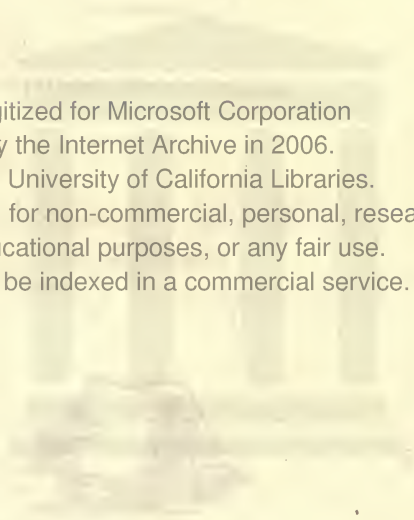 gitized for Microsoft Corporation
y the Internet Archive in 2006.
University of California Libraries.
for non-commercial, personal, resea
ucational purposes, or any fair use.
be indexed in a commercial service.